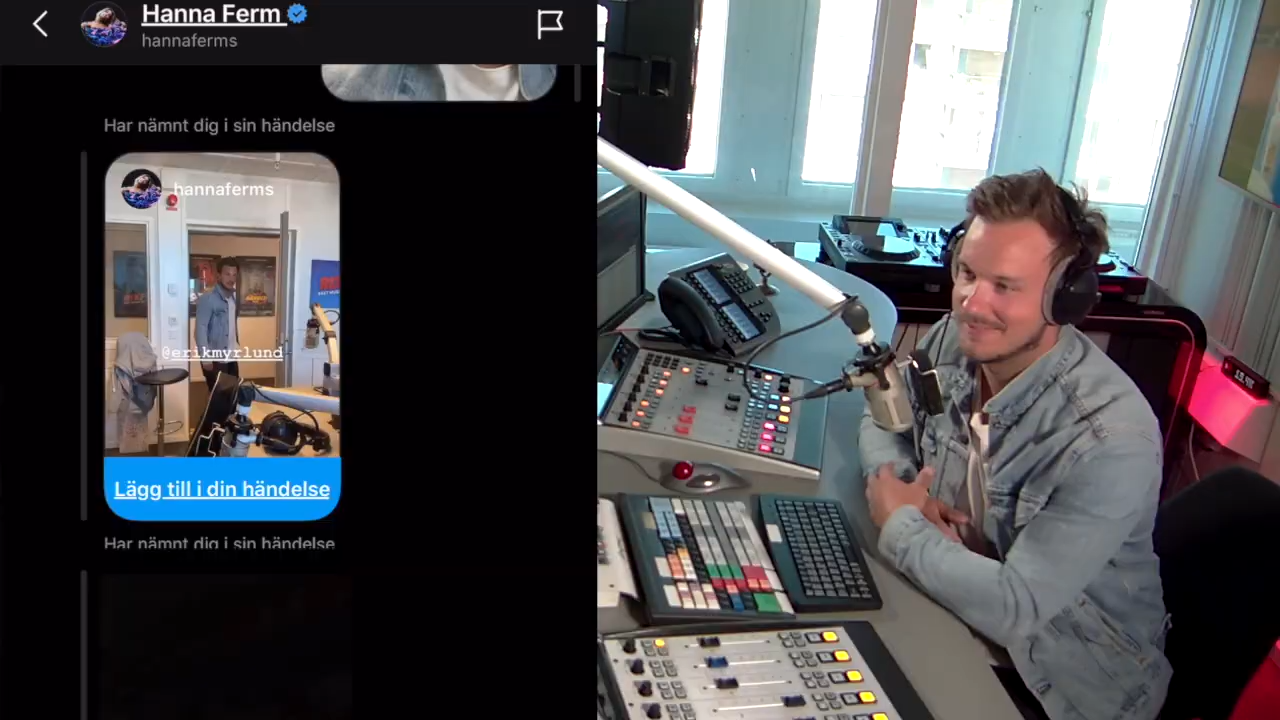 Hanna Ferm
hannaferms
Har nämnt dig i sin händelse
hannaferms
@erikmyrlund
Lägg till i din händelse
Har nämnt dig i sin händelse